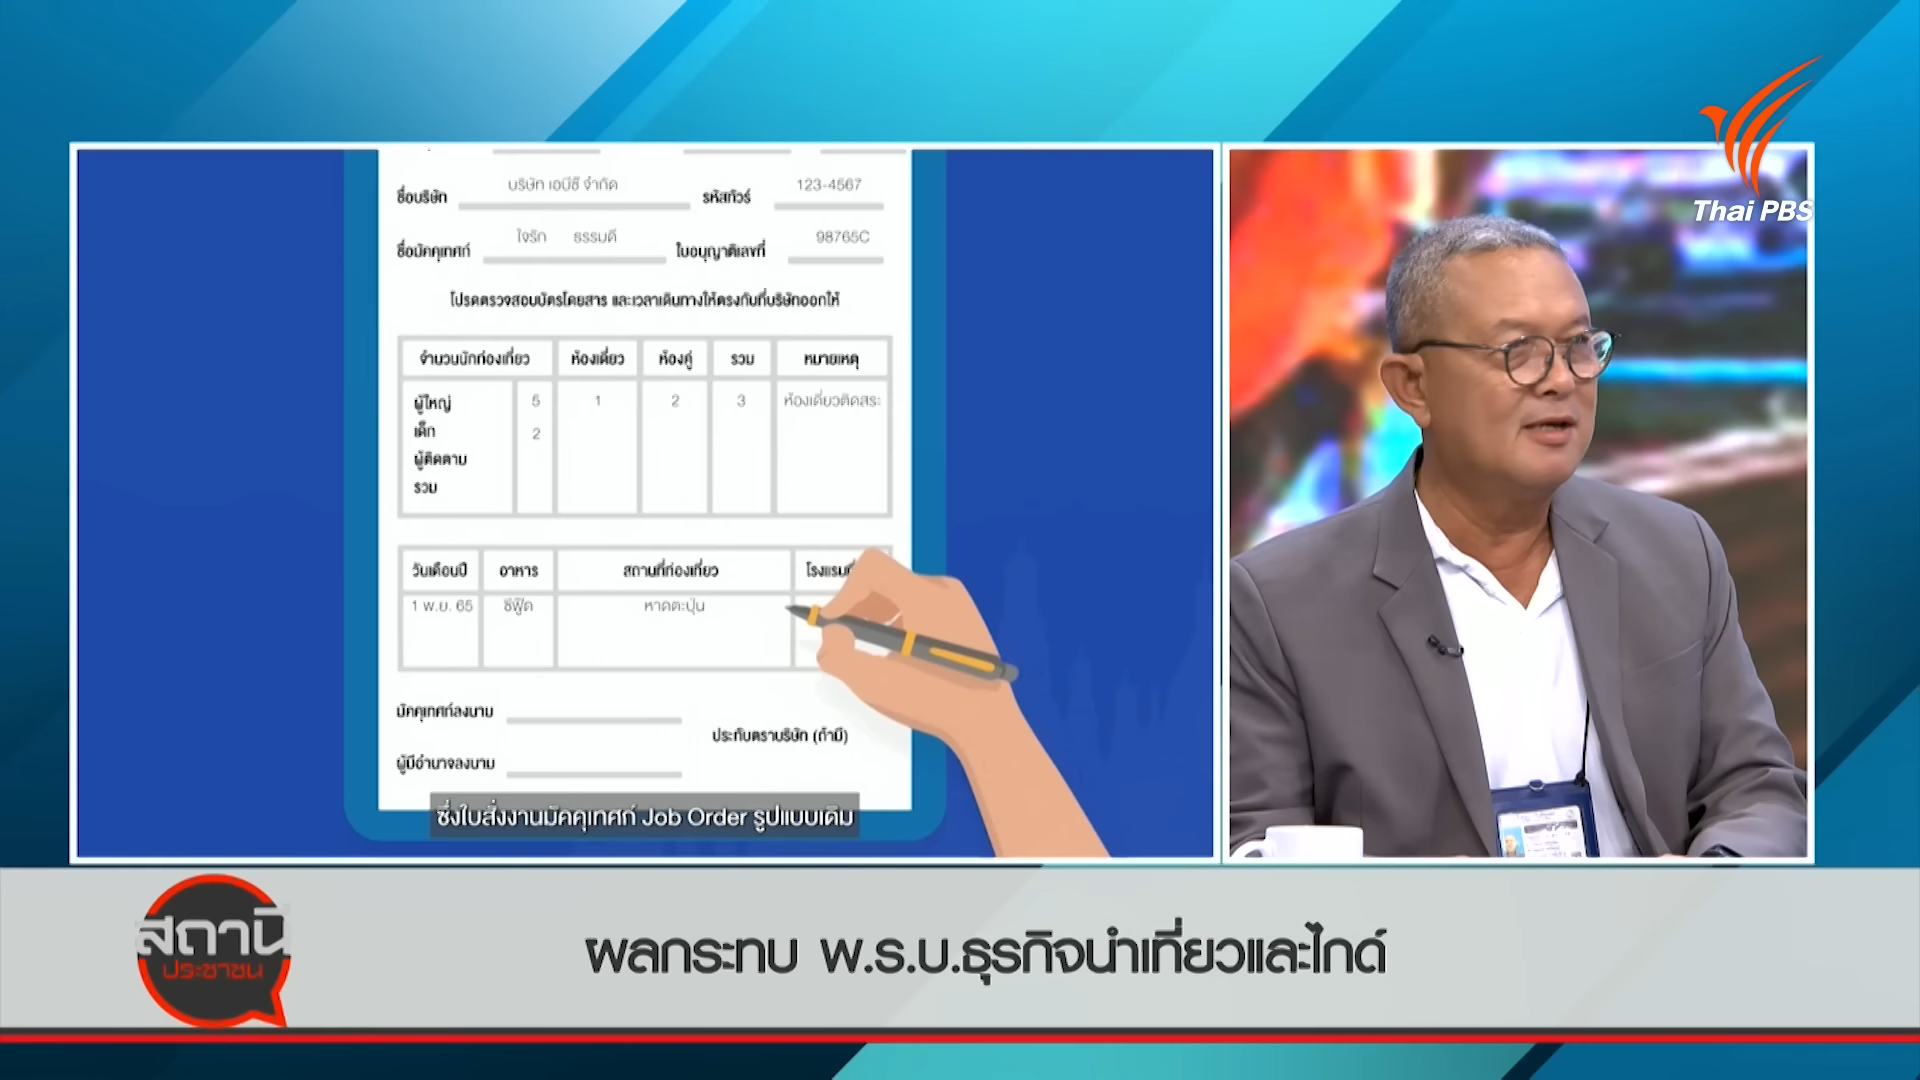 Thai PBS
ชื่อบริษัท บริษัท เอบีซี จำกัด รหัสทัวร์ 123-4567
ชื่อมัคคุเทศก์ ใจรัก ธรรมดี ใบอนุญาติเลขที่ 98765C
โปรดตรวจสอบบัตรโดยสาร และเวลาเดินทางให้ตรงกับที่บริษัทออกให้
จำนวนนักท่องเที่ยว ห้องเดี่ยว ห้องคู่ รวม หมายเหตุ
ผู้ใหญ่ 5 1 2 3 ห้องเดี่ยวติดสระ
เด็ก 2
ผู้ติดตาม
รวม
วันเดือนปี อาหาร สถานที่ท่องเที่ยว
1 พ.ย. 65 ซีฟู๊ด หาดตะปุ่น
มัคคุเทศก์ลงนาม
ประทับตราบริษัท (ถ้ามี)
ผู้มีอำนาจลงนาม
ซึ่งใบสั่งงานมัคคุเทศก์ Job Order รูปแบบเดิม
สถานี
ประชาชน
ผลกระทบ พ.ร.บ.ธุรกิจนำเที่ยวและไกด์